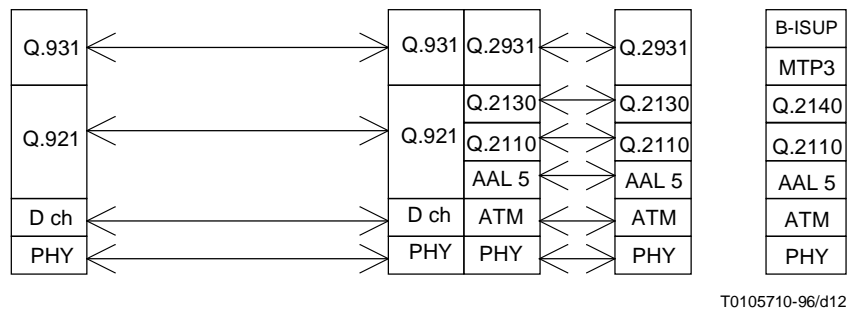 B-ISUP
Q.931 Q.931 Q.2931 Q.2931
MTP3
Q.2130 Q.2130 Q.2140
Q.921 Q.921 Q.2110 Q.2110 Q.2110
AAL 5 AAL 5 AAL 5
D ch D ch ATM ATM ATM
PHY PHY PHY PHY PHY
T0105710-96/d12